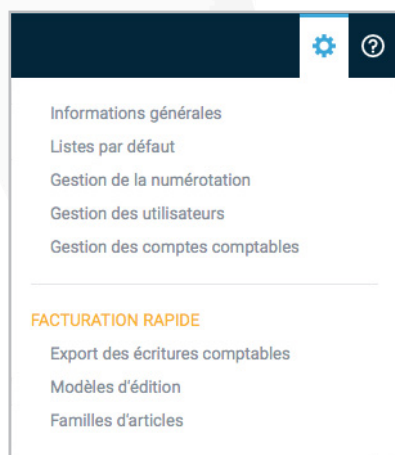 Informations générales
Listes par défaut
Gestion de la numérotation
Gestion des utilisateurs
Gestion des comptes comptables
FACTURATION RAPIDE
Export des écritures comptables
Modèles d'édition
Familles d'articles